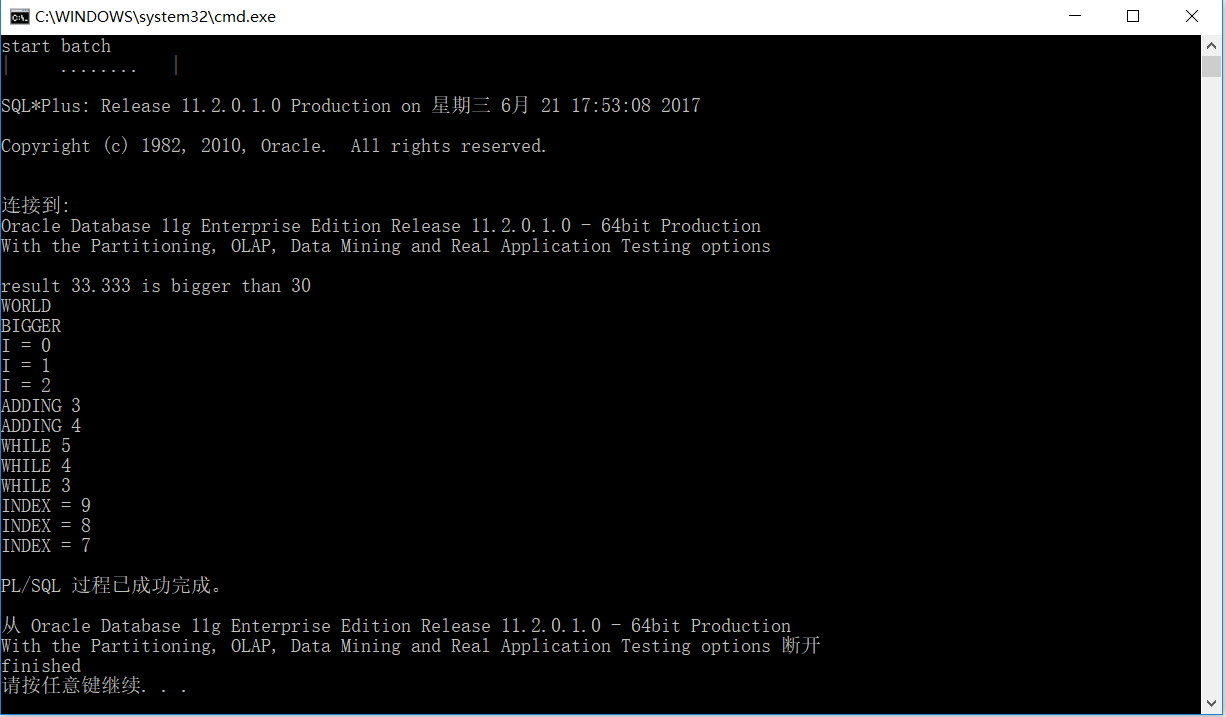 C:\WINDOWS\system32\cmd.exe
start batch
|     ........    |
SQL*Plus: Release 11.2.0.1.0 Production on 星期三 6月 21 17:53:08 2017
Copyright (c) 1982, 2010, Oracle.  All rights reserved.
连接到:
Oracle Database 11g Enterprise Edition Release 11.2.0.1.0 - 64bit Production
With the Partitioning, OLAP, Data Mining and Real Application Testing options
result 33.333 is bigger than 30
WORLD
BIGGER
I = 0
I = 1
I = 2
ADDING 3
ADDING 4
WHILE 5
WHILE 4
WHILE 3
INDEX = 9
INDEX = 8
INDEX = 7
PL/SQL 过程已成功完成。
从 Oracle Database 11g Enterprise Edition Release 11.2.0.1.0 - 64bit Production
With the Partitioning, OLAP, Data Mining and Real Application Testing options 断开
finished
请按任意键继续. . .